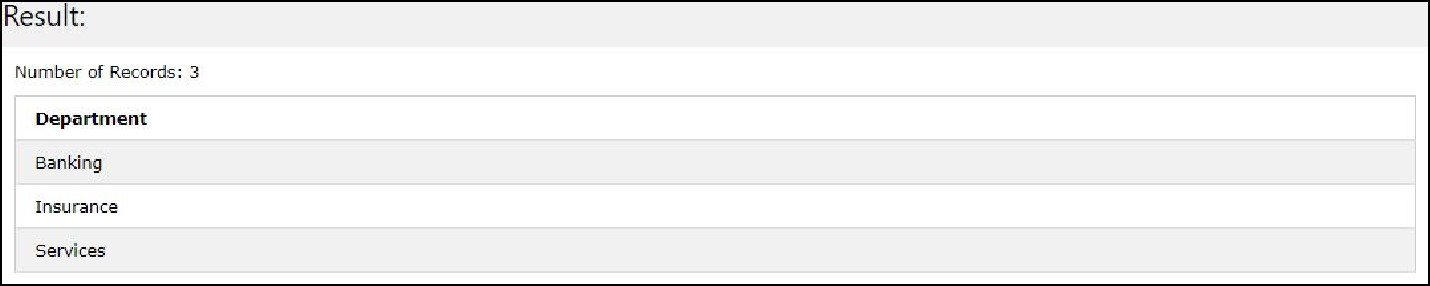 Result:
Number of Records: 3
Department
Banking
Insurance
Services